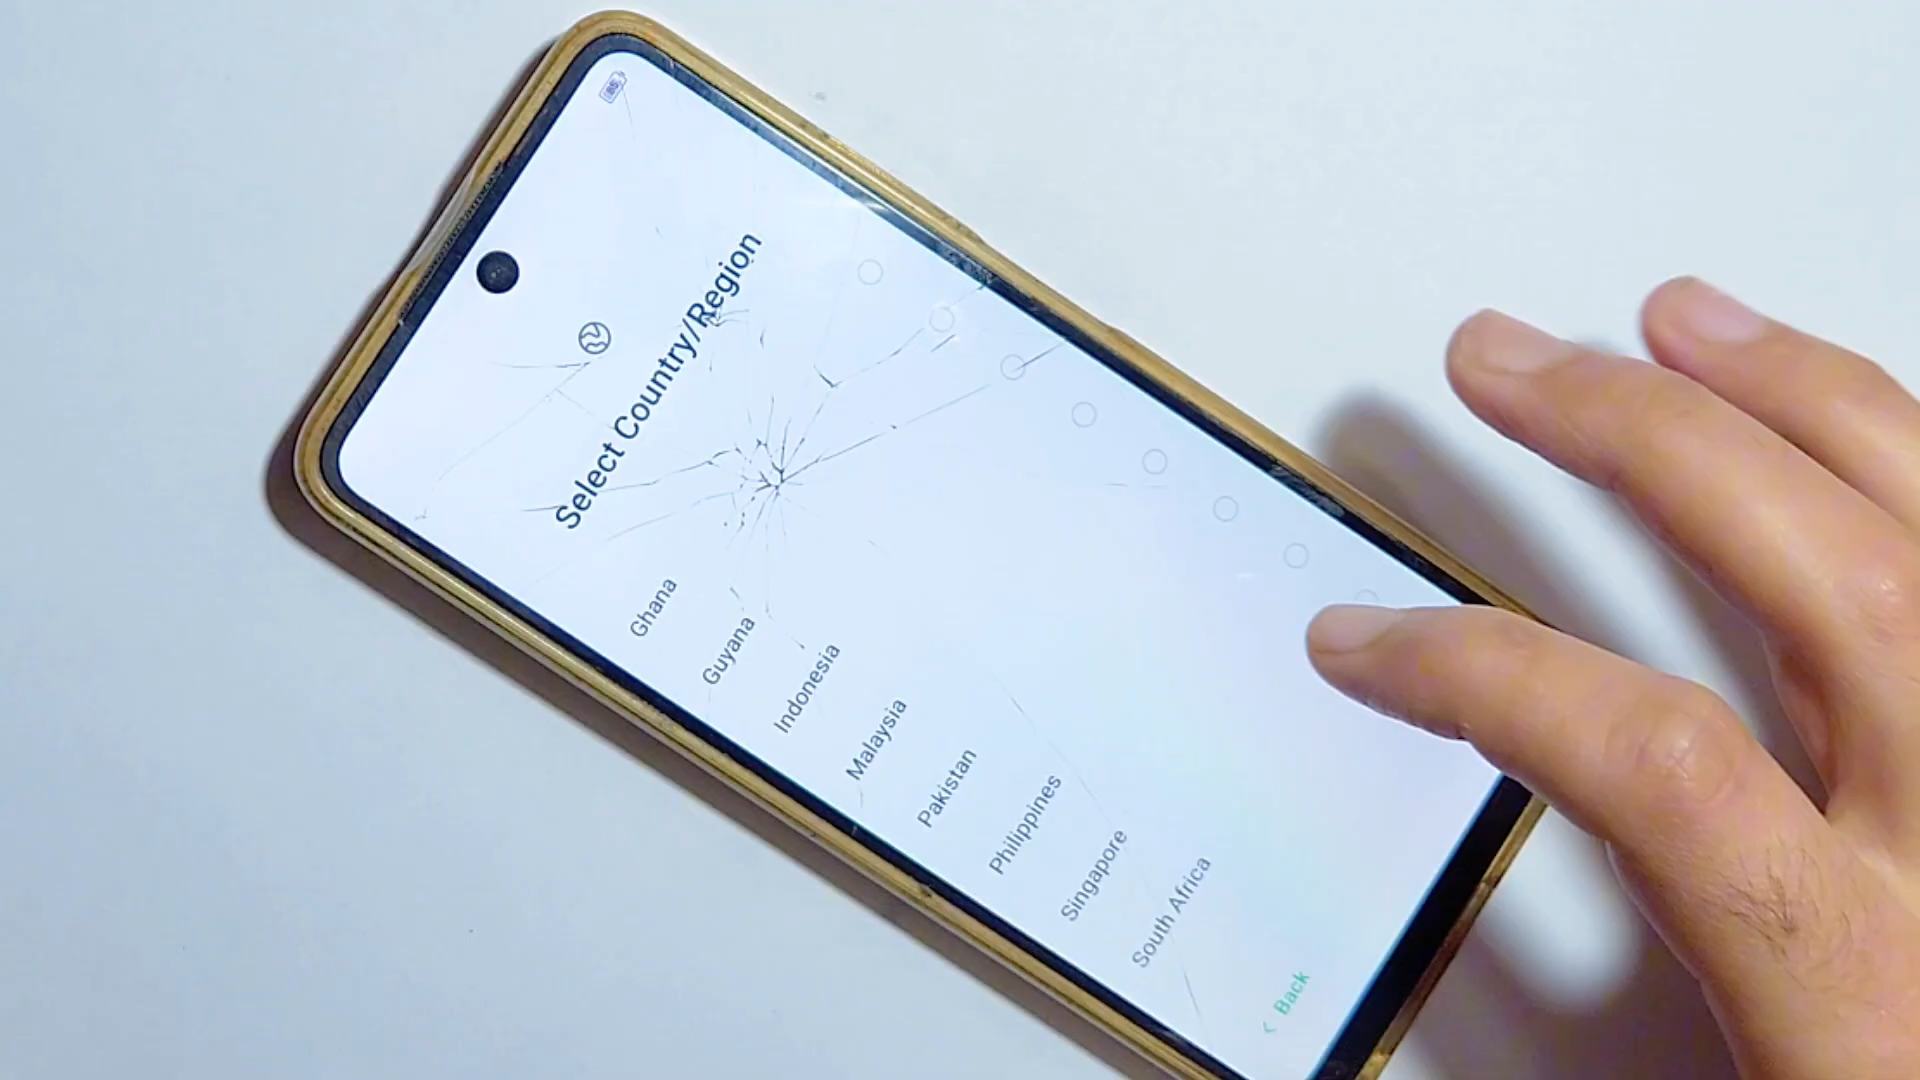 Select Country/Region
Ghana
Guyana
Indonesia
Malaysia
Pakistan
Philippines
Singapore
South Africa
< Back